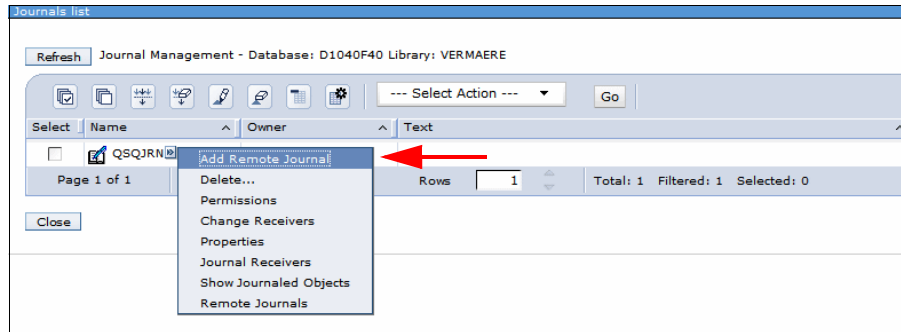 Journals list
Refresh Journal Management - Database: D1040F40 Library: VERMAERE
--- Select Action --- Go
Select Name Owner Text
QSQJRN
Add Remote Journal
Delete...
Permissions
Change Receivers
Properties
Journal Receivers
Show Journaled Objects
Remote Journals
Page 1 of 1 Rows 1 Total: 1 Filtered: 1 Selected: 0
Close